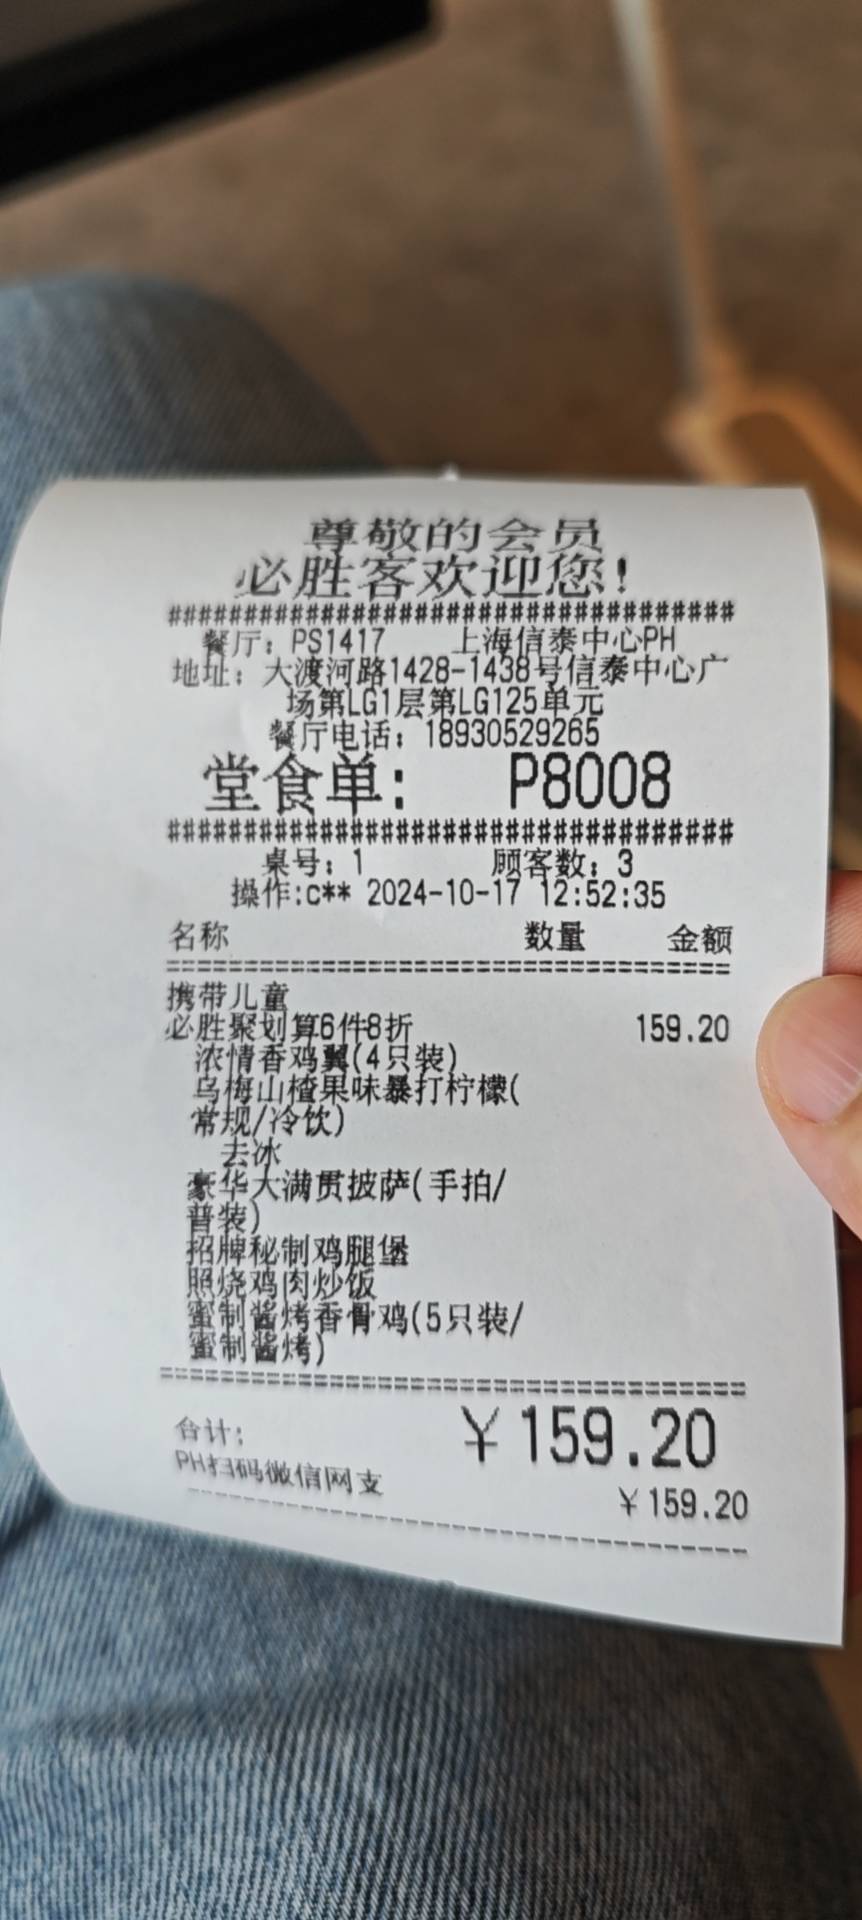 尊敬的会员
必胜客欢迎您!
#####################################
餐厅: PS1417 上海信泰中心PH
地址: 大渡河路1428-1438号信泰中心广
场第LG1层第LG125单元
餐厅电话: 18930529265
堂食单: P8008
#####################################
桌号: 1 顾客数: 3
操作:c** 2024-10-17 12:52:35
名称 数量 金额
=====================================
携带儿童
必胜聚划算6件8折 159.20
浓情香鸡翼(4只装)
乌梅山楂果味暴打柠檬(
常规/冷饮)
去冰
豪华大满贯披萨(手拍/
普装)
招牌秘制鸡腿堡
照烧鸡肉炒饭
蜜制酱烤香骨鸡(5只装/
蜜制酱烤)
=====================================
合计: ￥159.20
PH扫码微信网支 ￥159.20
-------------------------------------